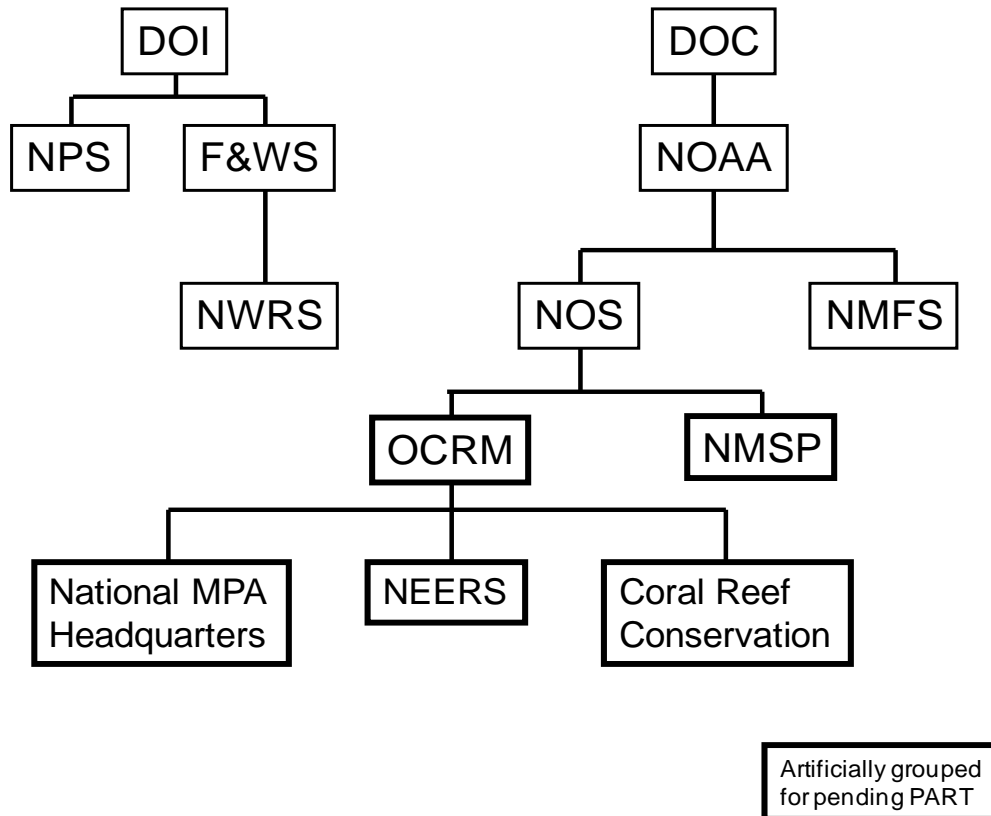 DOI
DOC
NPS
F&WS
NOAA
NWRS
NOS
NMFS
OCRM
NMSP
National MPA
Headquarters
NEERS
Coral Reef
Conservation
Artificially grouped
for pending PART